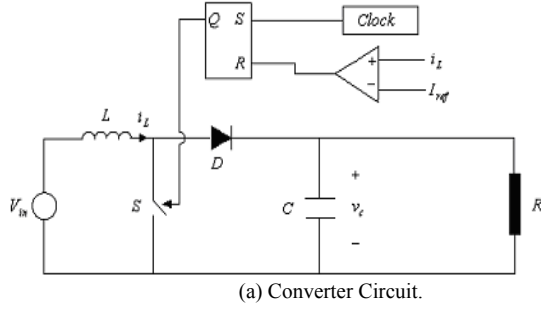 Q S Clock
R
+ i_L
− I_ref
L i_L
D
V_in S C + v_c − R
(a) Converter Circuit.